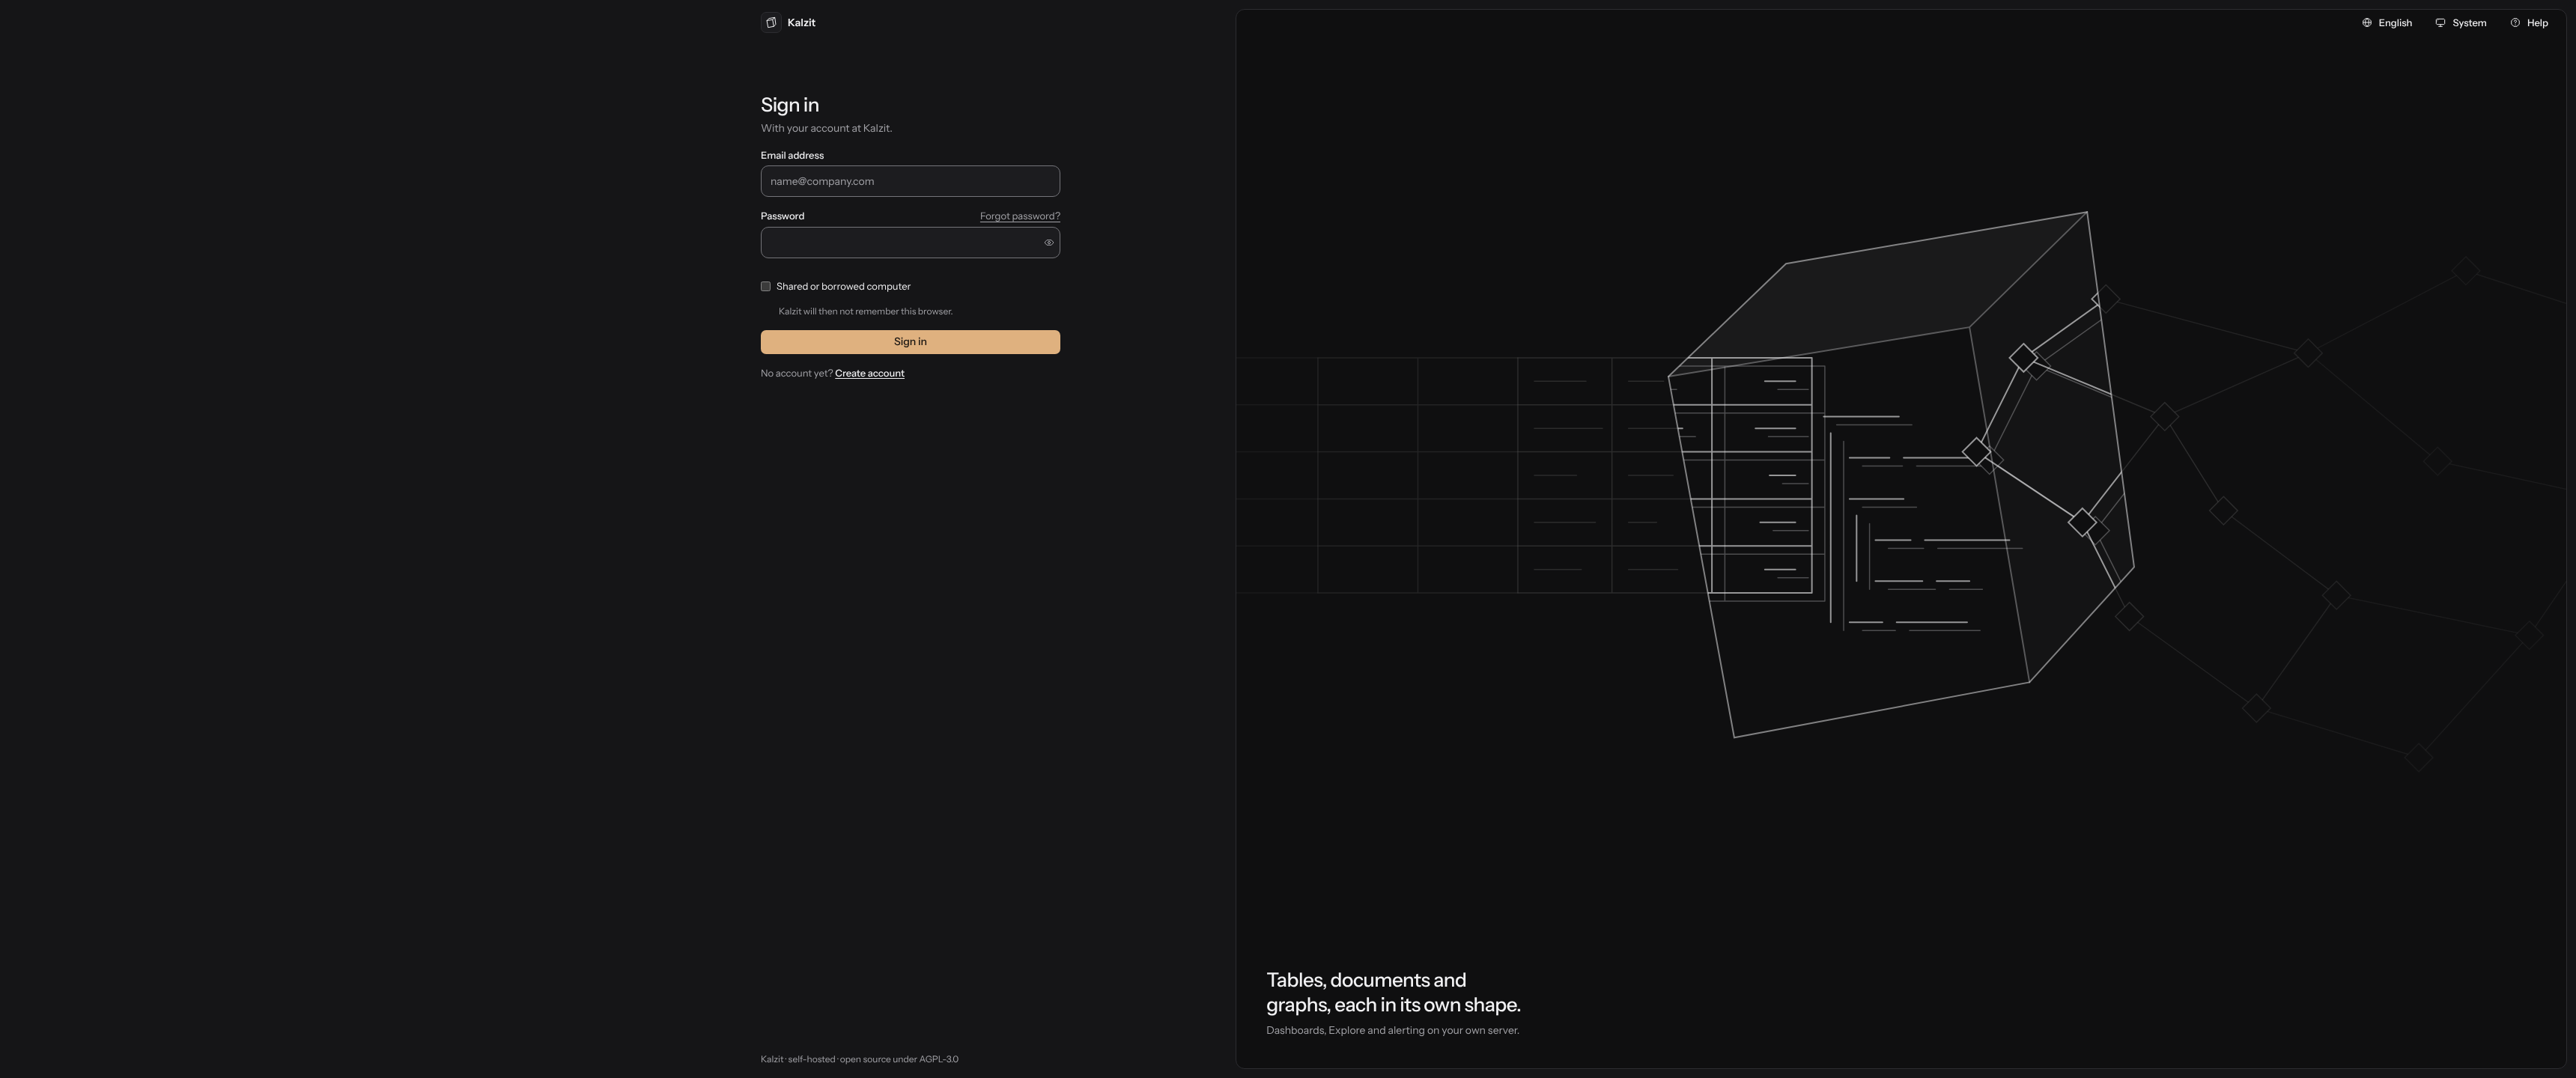 Kalzit
English
System
Help
Sign in
With your account at Kalzit.
Email address
name@company.com
Password
Forgot password?
Shared or borrowed computer
Kalzit will then not remember this browser.
Sign in
No account yet? Create account
Tables, documents and
graphs, each in its own shape.
Dashboards, Explore and alerting on your own server.
Kalzit · self-hosted · open source under AGPL-3.0